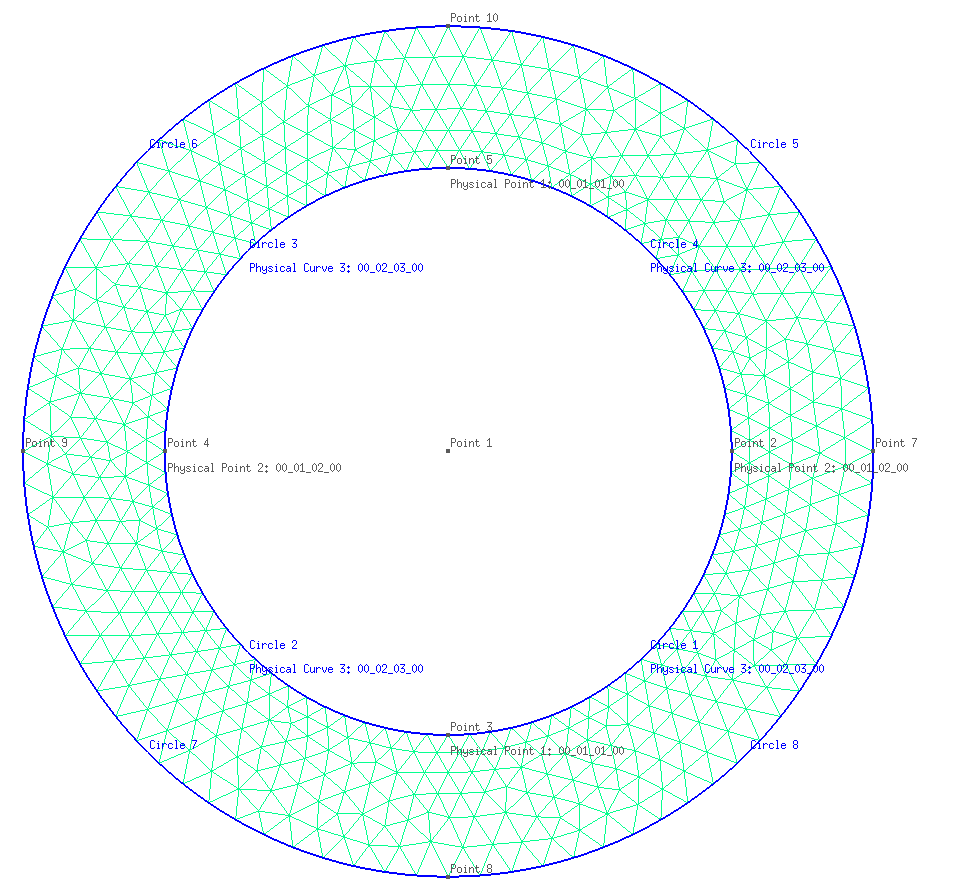 Point 10
Circle 6
Circle 5
Point 5
Physical Point 1: 00_01_01_00
Circle 3
Circle 4
Physical Curve 3: 00_02_03_00
Physical Curve 3: 00_02_03_00
Point 9
Point 4
Point 1
Point 2
Point 7
Physical Point 2: 00_01_02_00
Physical Point 2: 00_01_02_00
Circle 2
Circle 1
Physical Curve 3: 00_02_03_00
Physical Curve 3: 00_02_03_00
Point 3
Circle 7
Circle 8
Physical Point 1: 00_01_01_00
Point 8